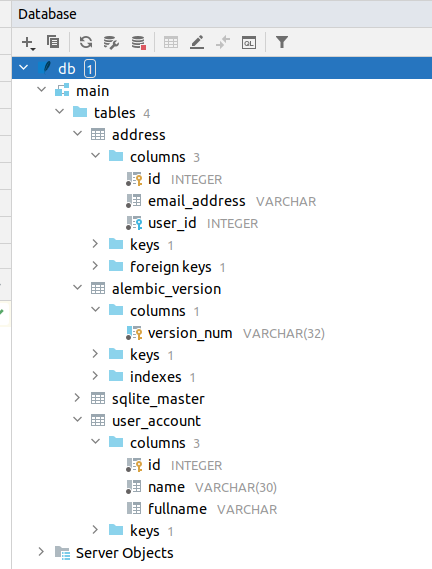 Database
QL
db 1
main
tables 4
address
columns 3
id INTEGER
email_address VARCHAR
user_id INTEGER
keys 1
foreign keys 1
alembic_version
columns 1
version_num VARCHAR(32)
keys 1
indexes 1
sqlite_master
user_account
columns 3
id INTEGER
name VARCHAR(30)
fullname VARCHAR
keys 1
Server Objects